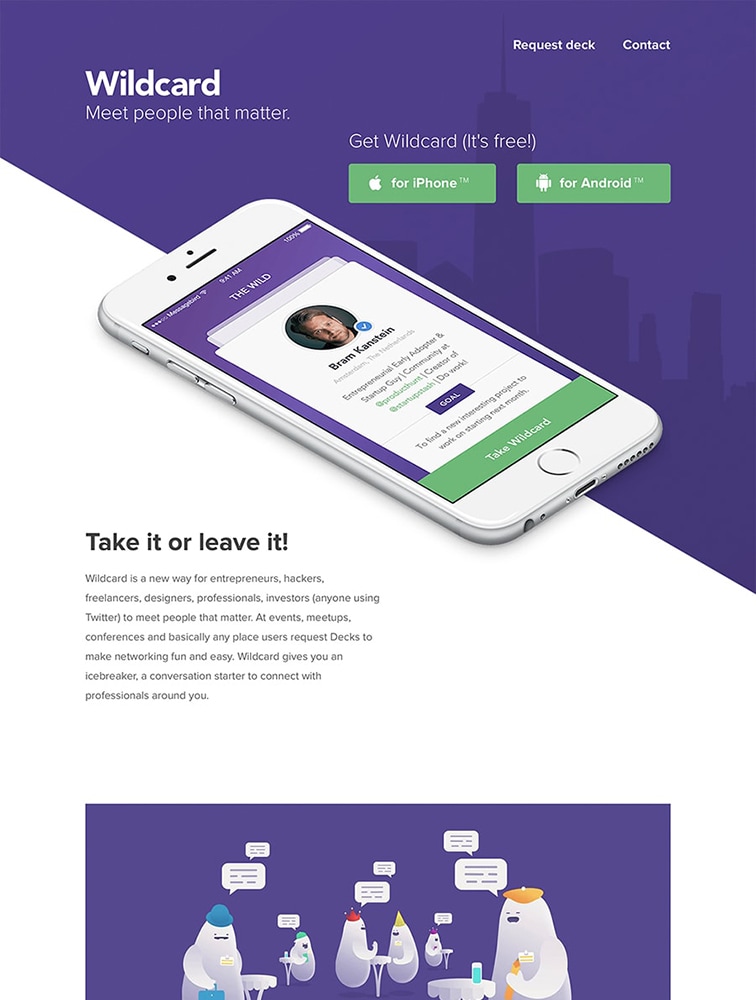 Request deck Contact
Wildcard
Meet people that matter.
Get Wildcard (It's free!)
for iPhone™ for Android™
Messagebird 9:41 AM 100%
THE WILD
Bram Kanstein
Amsterdam, The Netherlands
Entrepreneurial Early Adopter &
Startup Guy | Community at
@producthunt | Creator of
@startupstash | Do work!
GOAL
To find a new interesting project to
work on starting next month.
Take Wildcard
Take it or leave it!
Wildcard is a new way for entrepreneurs, hackers,
freelancers, designers, professionals, investors (anyone using
Twitter) to meet people that matter. At events, meetups,
conferences and basically any place users request Decks to
make networking fun and easy. Wildcard gives you an
icebreaker, a conversation starter to connect with
professionals around you.